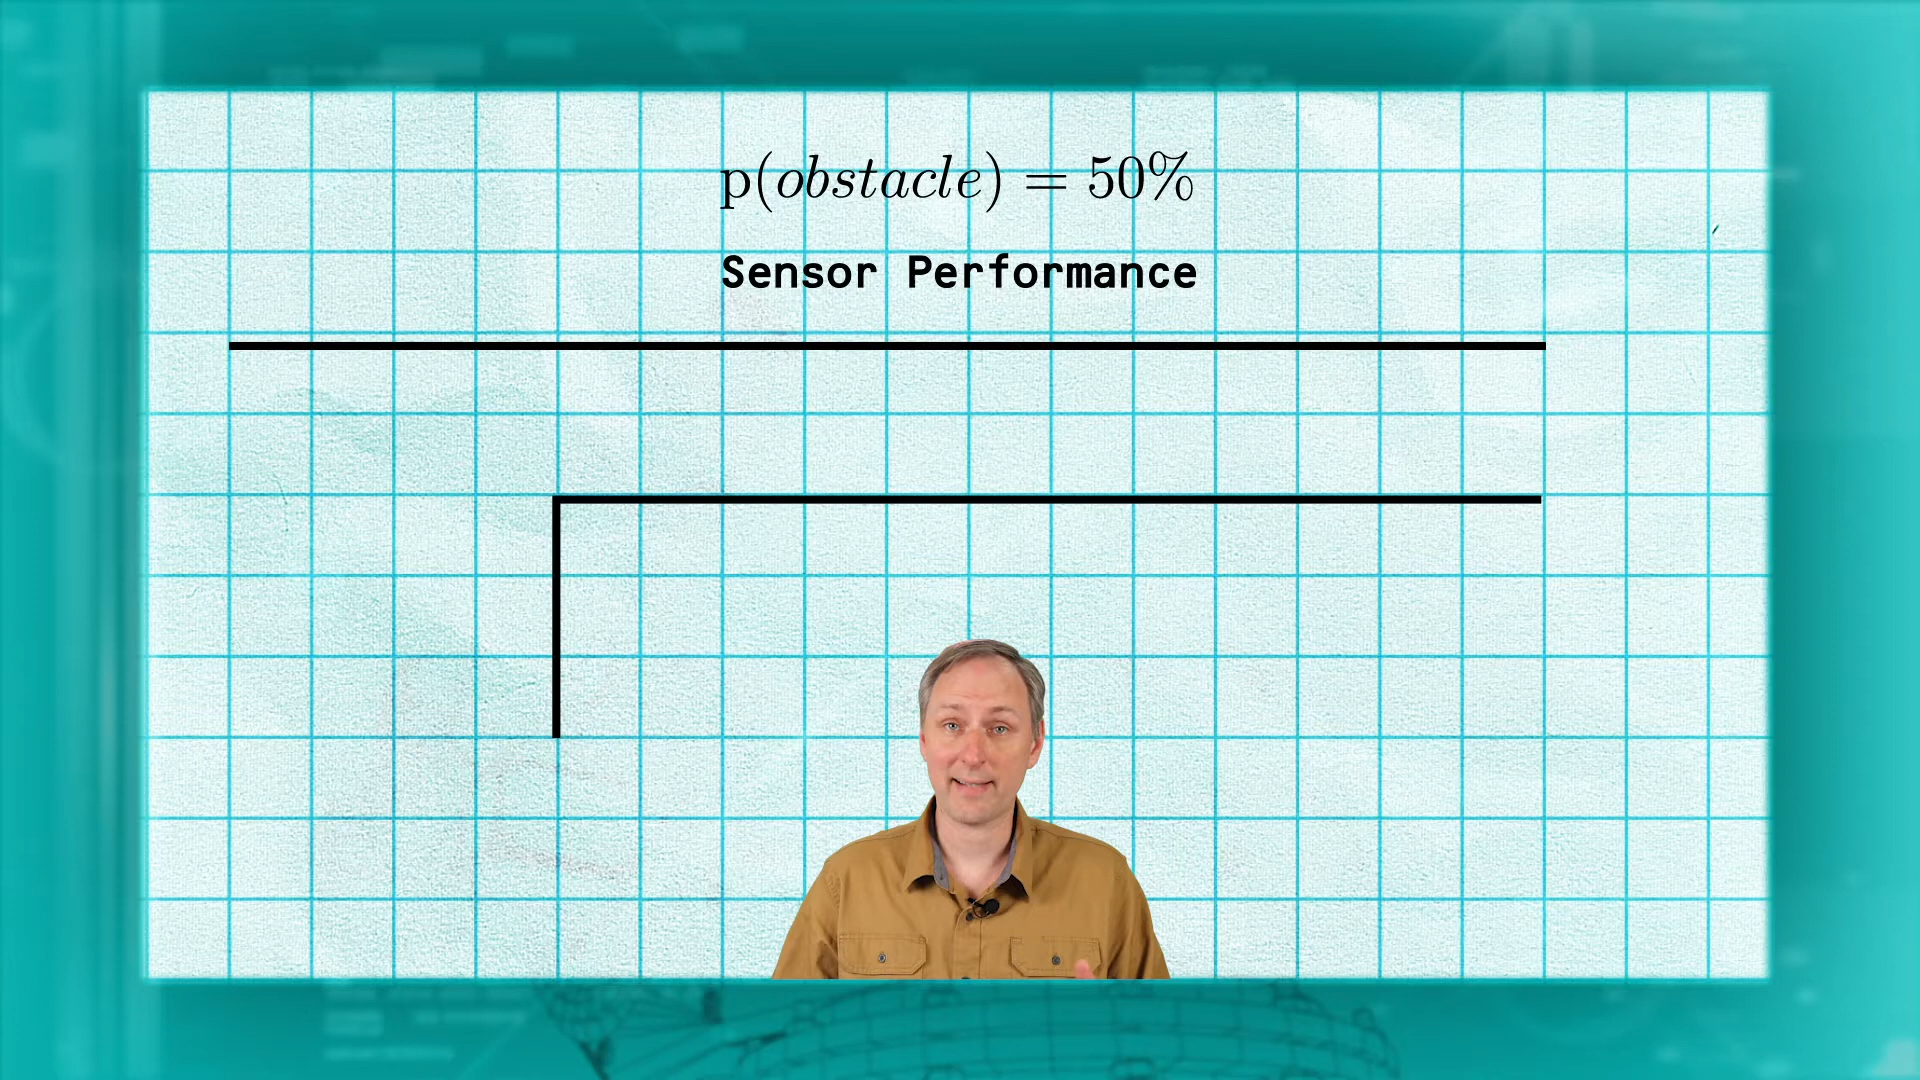 p(obstacle) = 50%
Sensor Performance